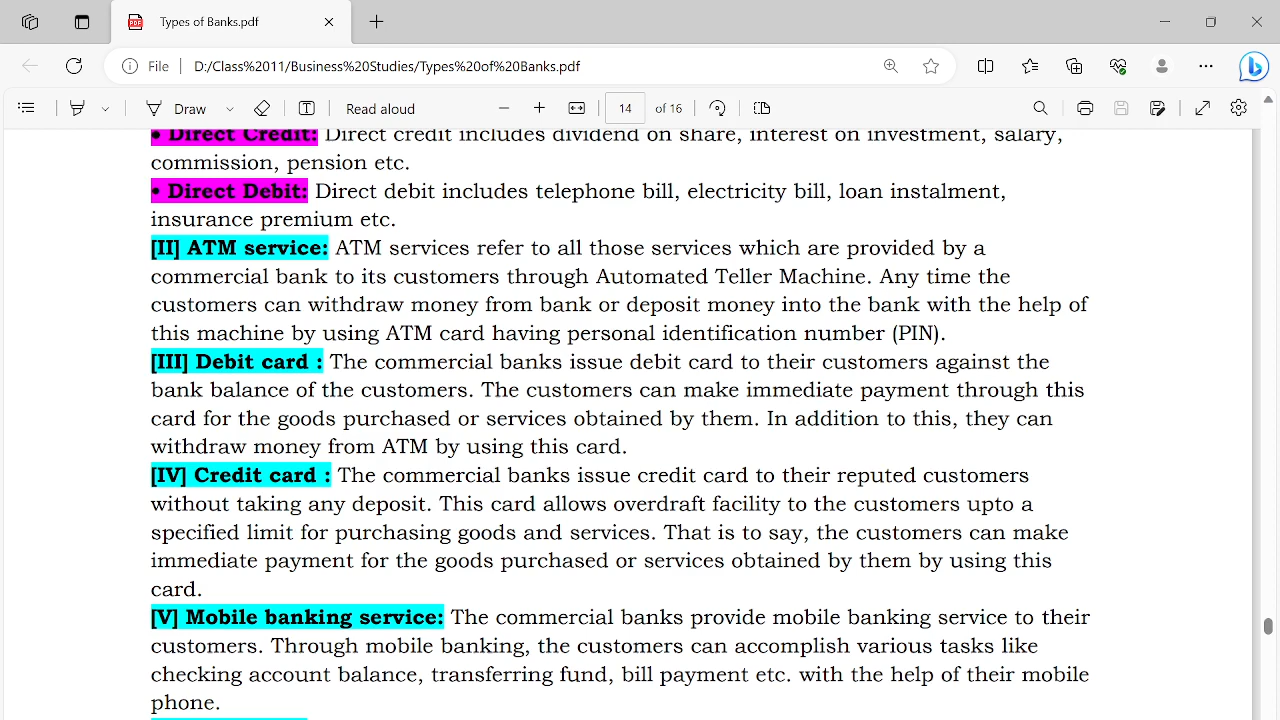 Types of Banks.pdf
File
D:/Class%2011/Business%20Studies/Types%20of%20Bank.pdf
Draw
Read aloud
14
of 16
• Direct Credit: Direct credit includes dividend on share, interest on investment, salary,
commission, pension etc.
• Direct Debit: Direct debit includes telephone bill, electricity bill, loan instalment,
insurance premium etc.
[II] ATM service: ATM services refer to all those services which are provided by a
commercial bank to its customers through Automated Teller Machine. Any time the
customers can withdraw money from bank or deposit money into the bank with the help of
this machine by using ATM card having personal identification number (PIN).
[III] Debit card : The commercial banks issue debit card to their customers against the
bank balance of the customers. The customers can make immediate payment through this
card for the goods purchased or services obtained by them. In addition to this, they can
withdraw money from ATM by using this card.
[IV] Credit card : The commercial banks issue credit card to their reputed customers
without taking any deposit. This card allows overdraft facility to the customers upto a
specified limit for purchasing goods and services. That is to say, the customers can make
immediate payment for the goods purchased or services obtained by them by using this
card.
[V] Mobile banking service: The commercial banks provide mobile banking service to their
customers. Through mobile banking, the customers can accomplish various tasks like
checking account balance, transferring fund, bill payment etc. with the help of their mobile
phone.